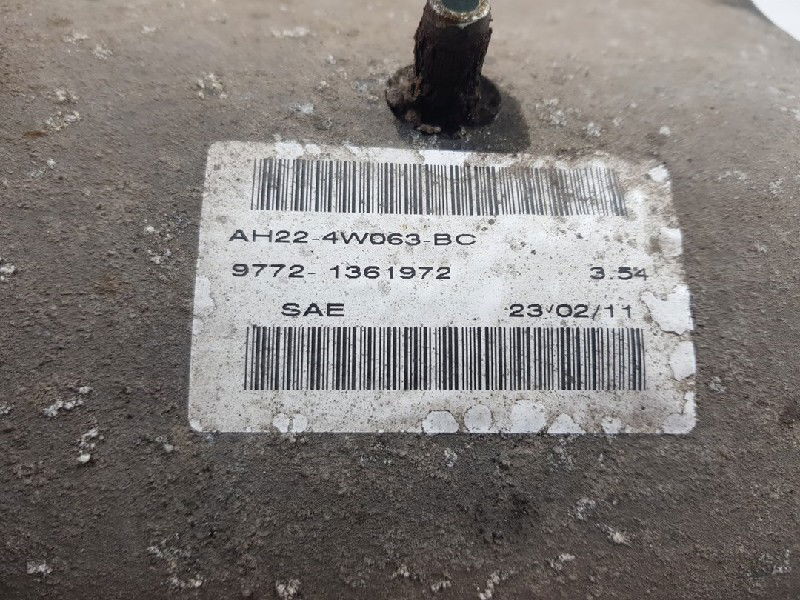 AH22-4W063-BC
9772- 1361972 3.54
SAE 23/02/11